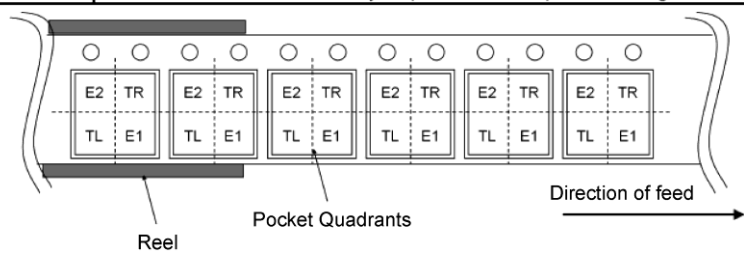 E2 TR E2 TR E2 TR E2 TR E2 TR E2 TR
TL E1 TL E1 TL E1 TL E1 TL E1 TL E1
Direction of feed
Pocket Quadrants
Reel